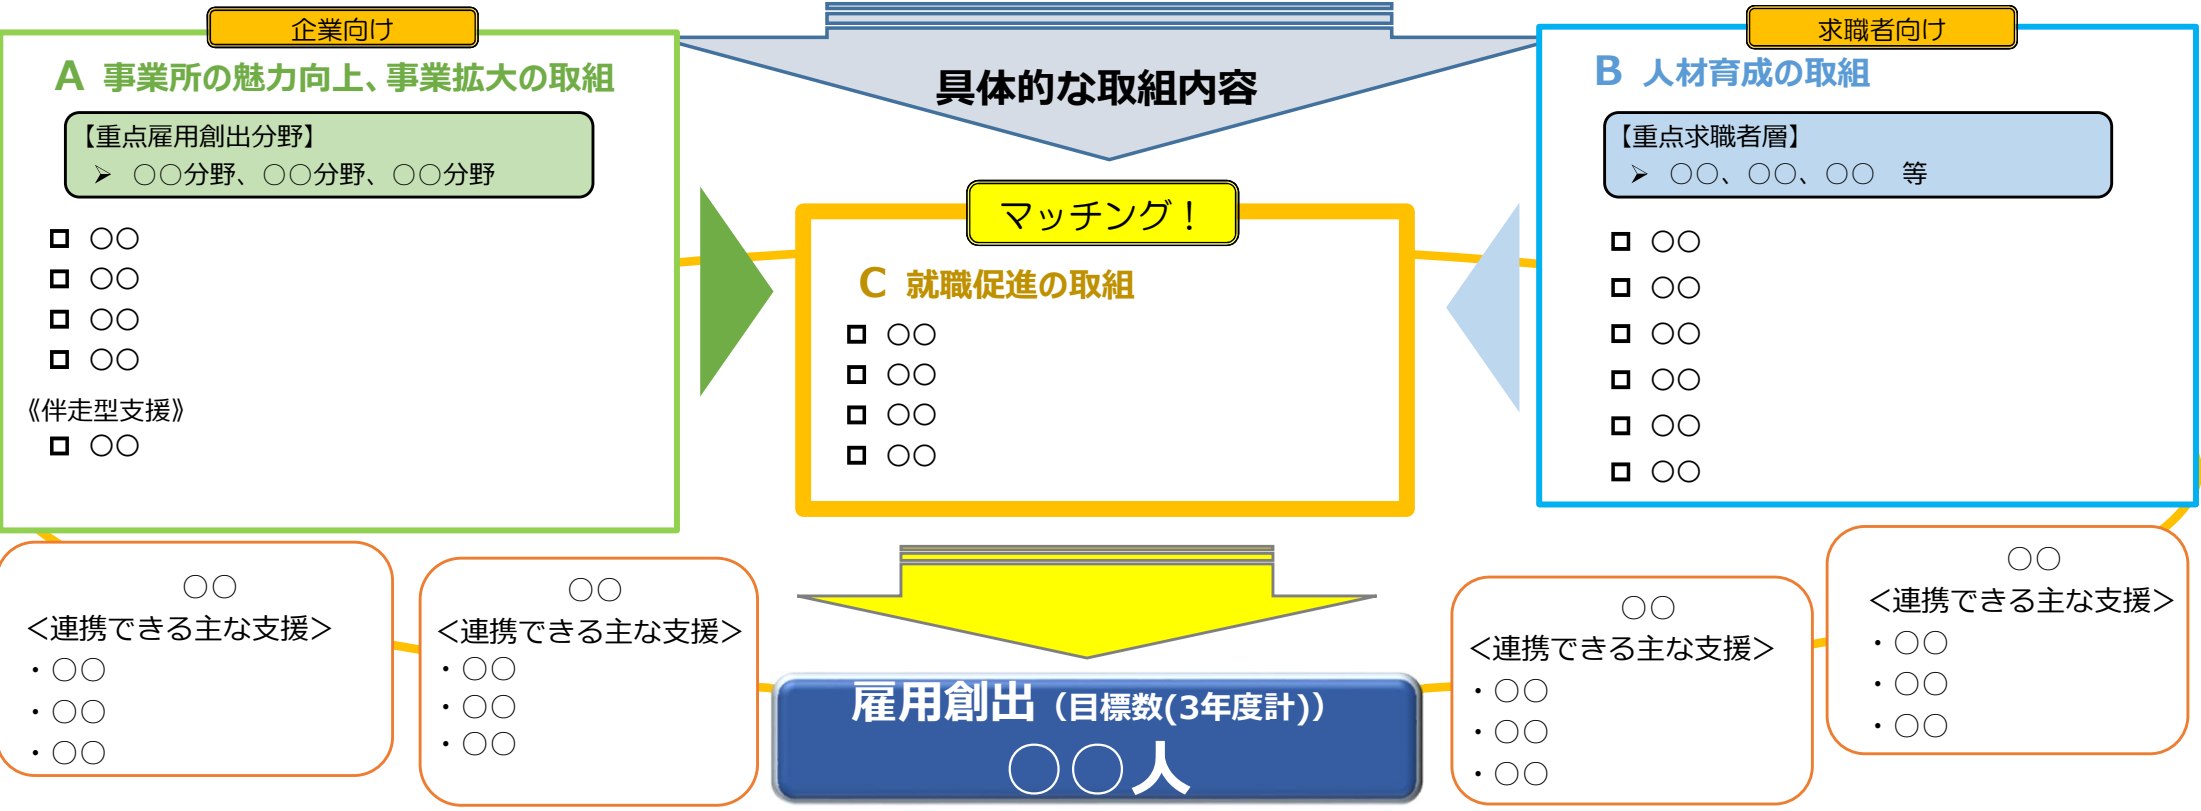 企業向け
A 事業所の魅力向上、事業拡大の取組
【重点雇用創出分野】
➢ ○○分野、○○分野、○○分野
□ ○○
□ ○○
□ ○○
□ ○○
《伴走型支援》
□ ○○
具体的な取組内容
マッチング！
C 就職促進の取組
□ ○○
□ ○○
□ ○○
□ ○○
求職者向け
B 人材育成の取組
【重点求職者層】
➢ ○○、○○、○○　等
□ ○○
□ ○○
□ ○○
□ ○○
□ ○○
□ ○○
○○
＜連携できる主な支援＞
・○○
・○○
・○○
○○
＜連携できる主な支援＞
・○○
・○○
・○○
雇用創出（目標数(3年度計)）
○○人
○○
＜連携できる主な支援＞
・○○
・○○
・○○
○○
＜連携できる主な支援＞
・○○
・○○
・○○